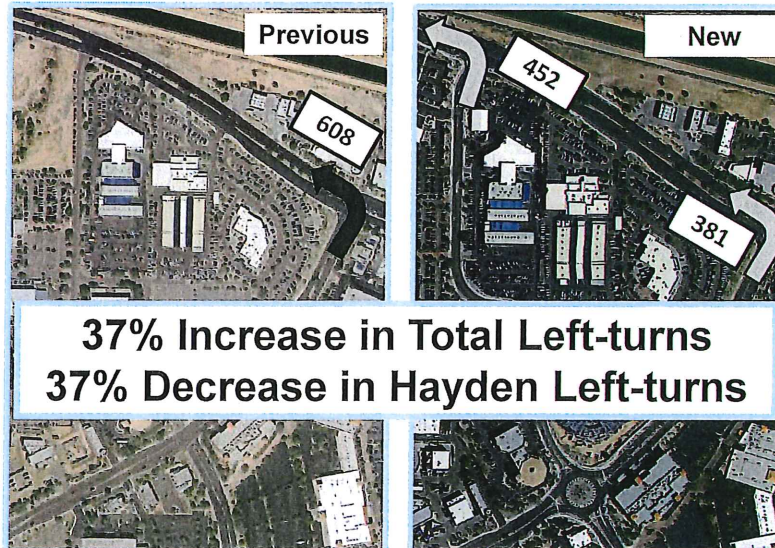 Previous
New
608
452
381
37% Increase in Total Left-turns
37% Decrease in Hayden Left-turns